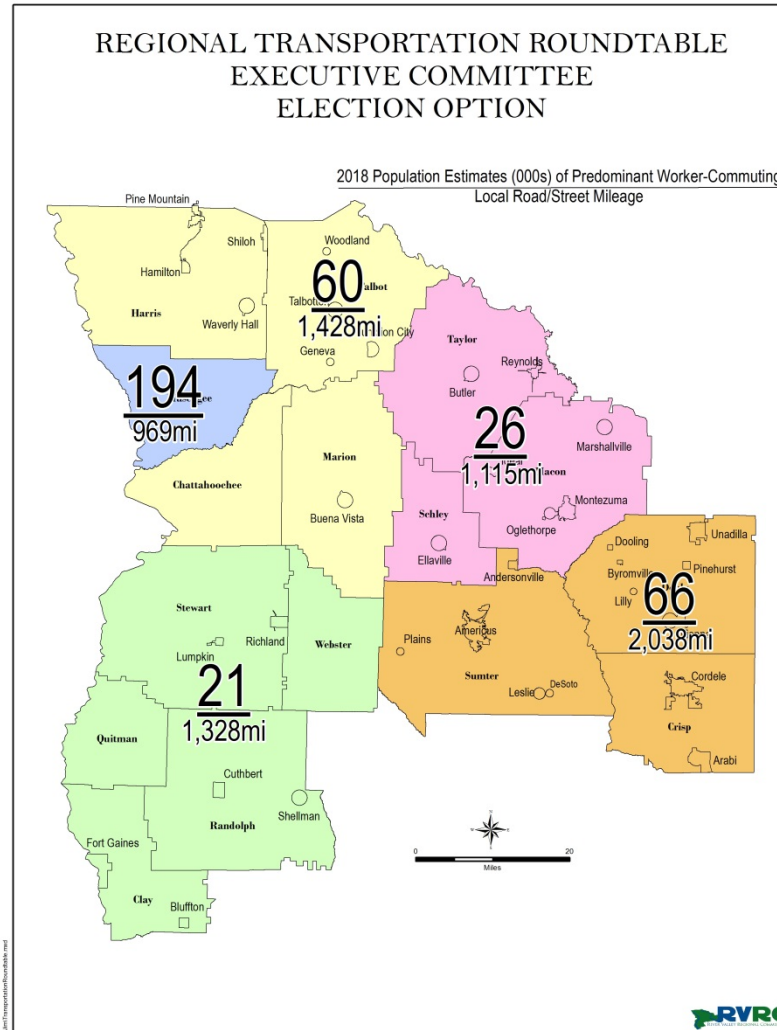 REGIONAL TRANSPORTATION ROUNDTABLE
EXECUTIVE COMMITTEE
ELECTION OPTION
2018 Population Estimates (000s) of Predominant Worker-Commuting
Local Road/Street Mileage
Pine Mountain
Shiloh
Hamilton
Harris
Waverly Hall
Woodland
60
1,428mi
Geneva
194
969mi
Taylor
Reynolds
Butler
26
1,115mi
Marshallville
Montezuma
Oglethorpe
Marion
Buena Vista
Chattahoochee
Schley
Ellaville
Andersonville
Dooling
Unadilla
Byromville
Pinehurst
Lilly
66
2,038mi
Stewart
Richland
Lumpkin
Webster
21
1,328mi
Plains
Americus
Sumter
Leslie
DeSoto
Cordele
Crisp
Arabi
Quitman
Cuthbert
Randolph
Shellman
Fort Gaines
Clay
Bluffton
0
20
Miles